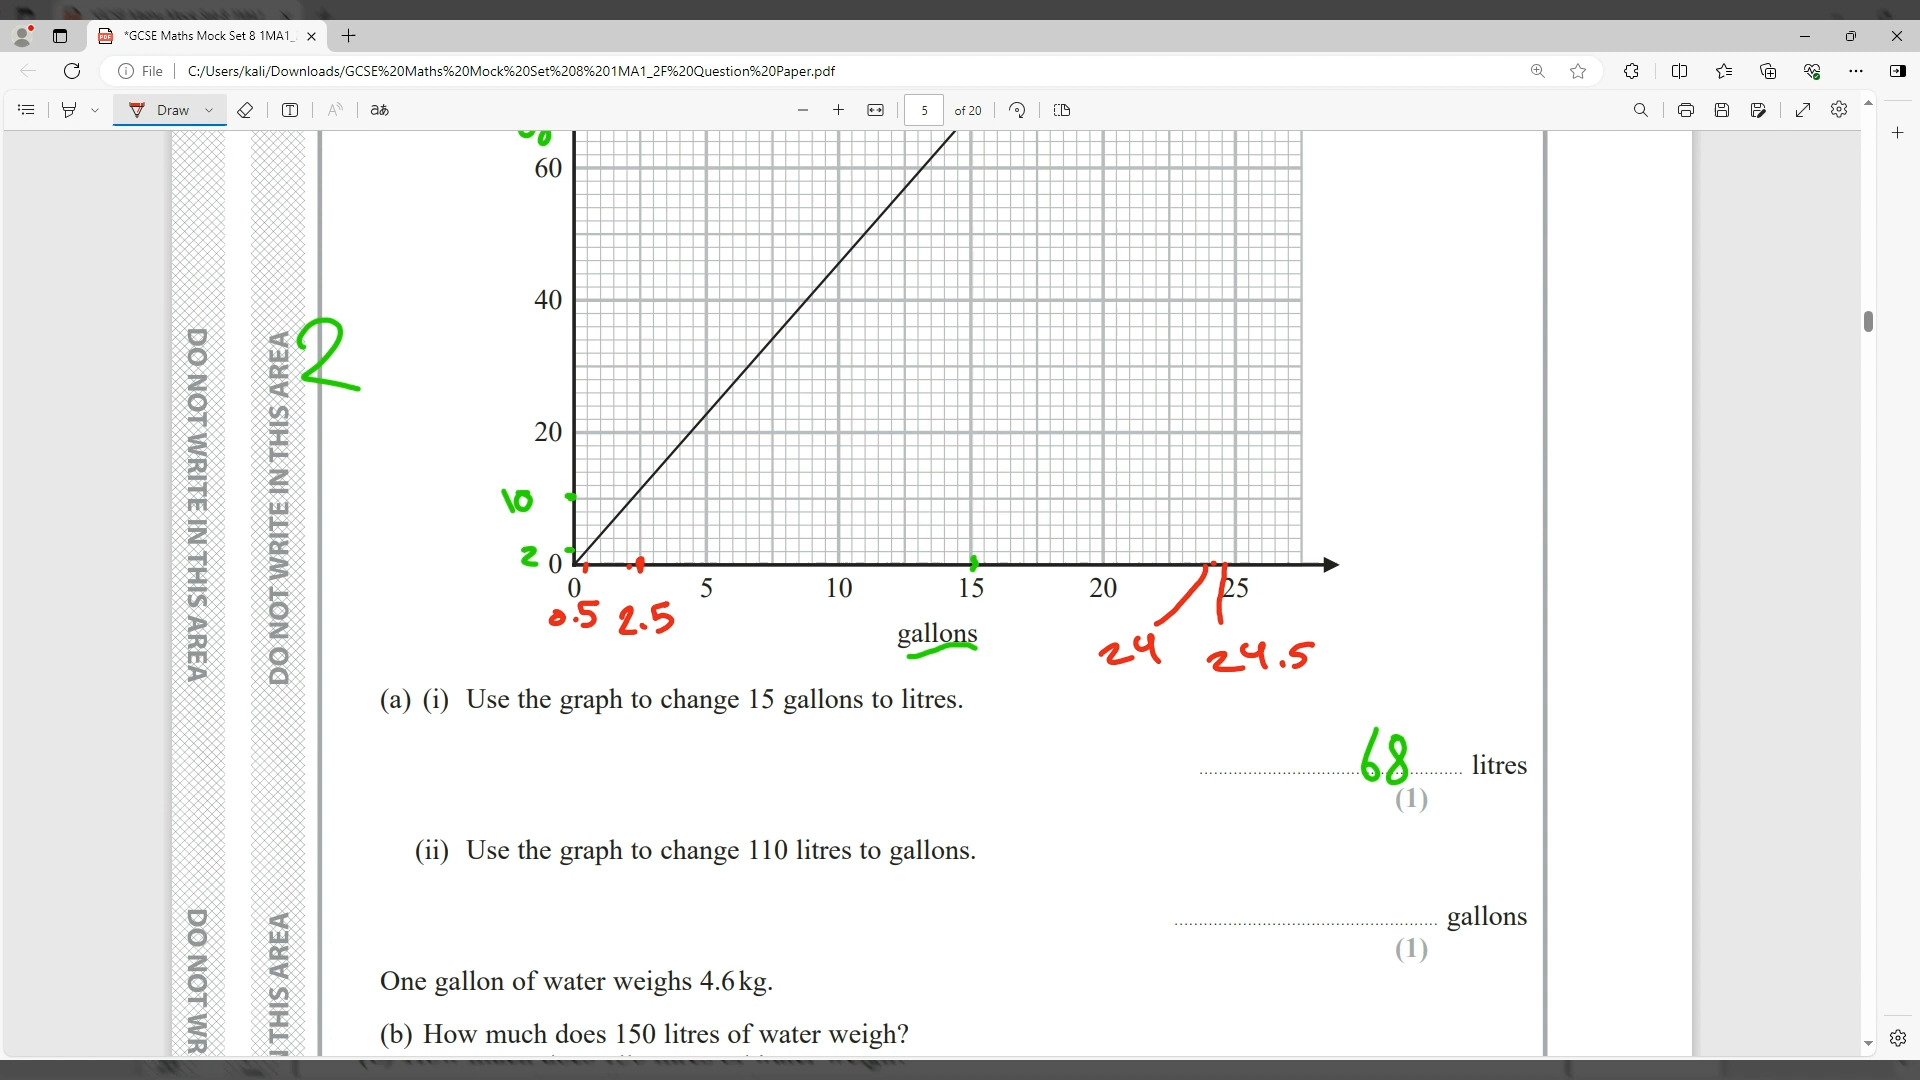 *GCSE Maths Mock Set 8 1MA1_
File
C:/Users/kali/Downloads/GCSE%20Maths%20Mock%20Set%208%201MA1_2F%20Question%20Paper.pdf
Draw
5 of 20
60
40
20
10
2
0
0 5 10 15 20 25
0.5 2.5
24 24.5
gallons
2
DO NOT WRITE IN THIS AREA
DO NOT WRITE IN THIS AREA
(a) (i) Use the graph to change 15 gallons to litres.
68 litres
(1)
(ii) Use the graph to change 110 litres to gallons.
gallons
(1)
One gallon of water weighs 4.6 kg.
(b) How much does 150 litres of water weigh?
DO NOT WR
THIS AREA